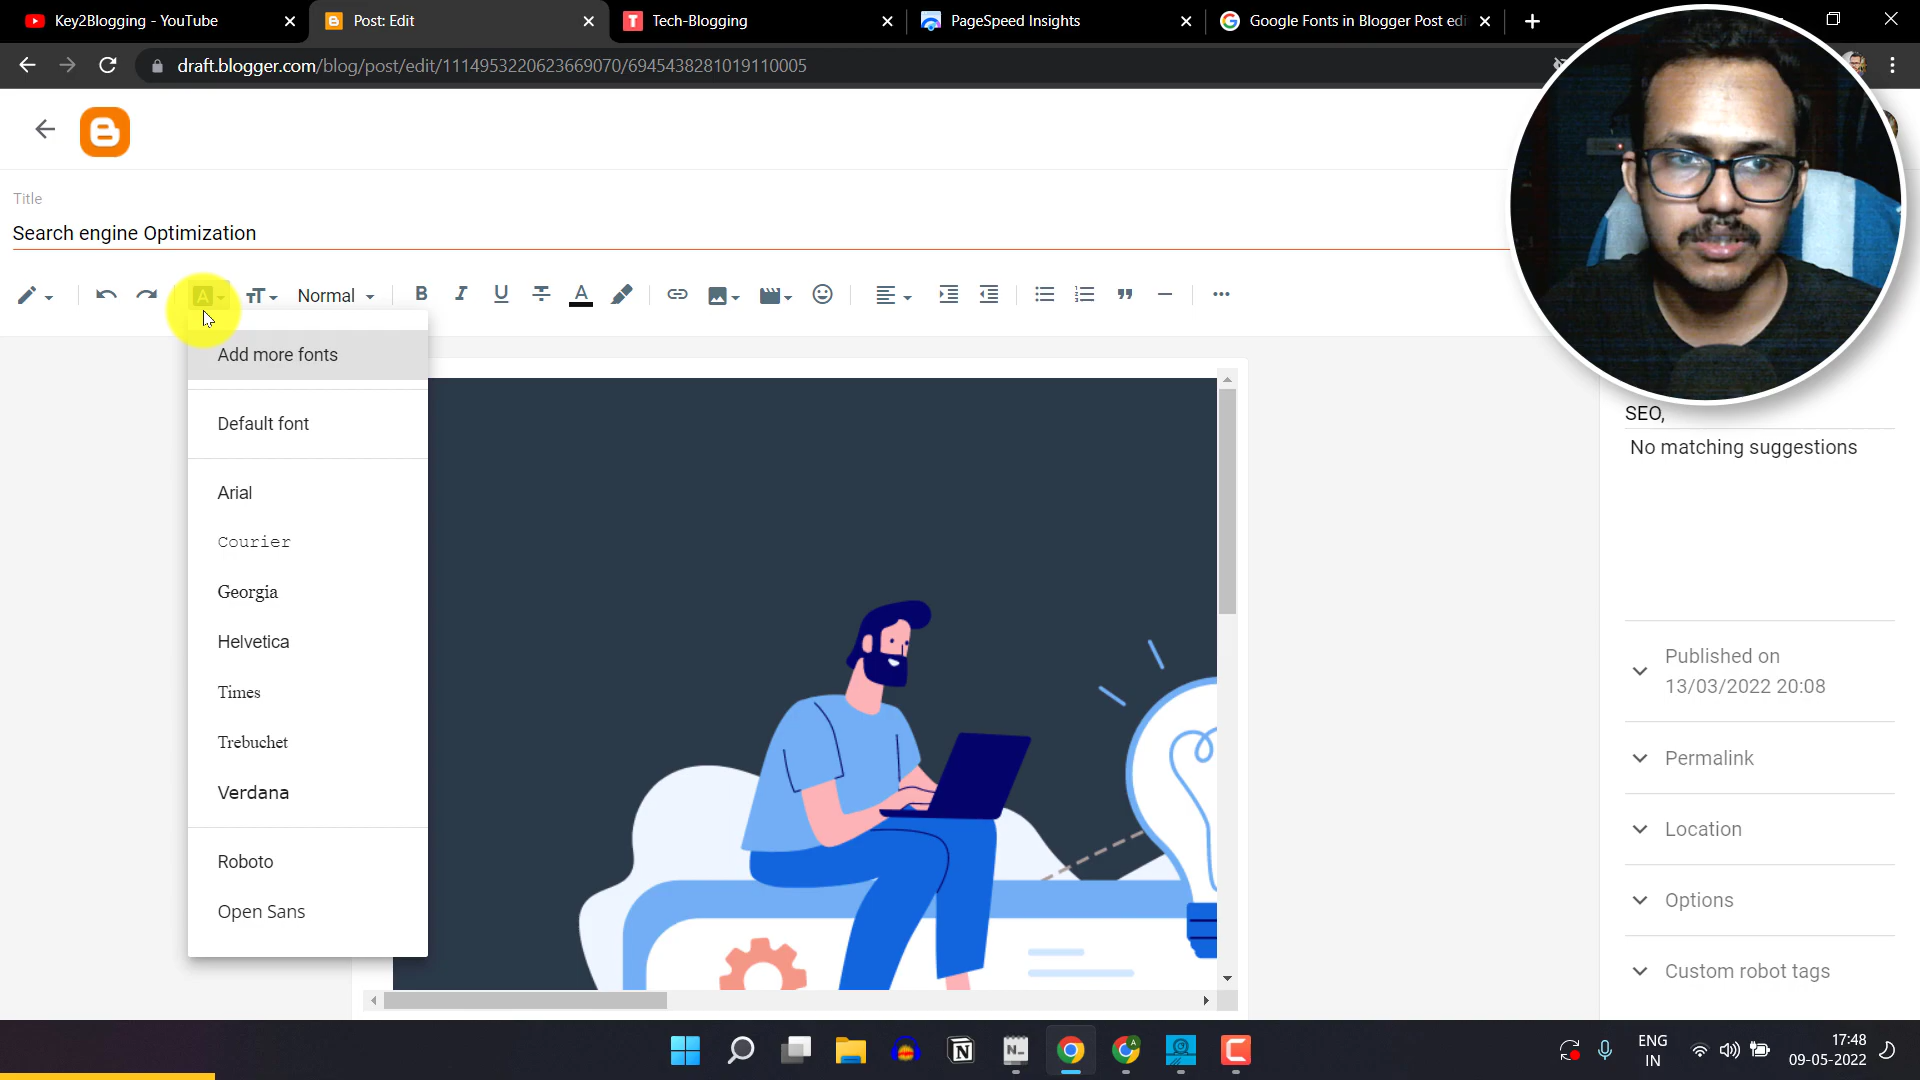 Key2Blogging - YouTube
Post: Edit
Tech-Blogging
PageSpeed Insights
Google Fonts in Blogger Post edi
draft.blogger.com/blog/post/edit/1114953220623669070/6945438281019110005
Title
Search engine Optimization
Normal
Add more fonts
Default font
Arial
Courier
Georgia
Helvetica
Times
Trebuchet
Verdana
Roboto
Open Sans
SEO,
No matching suggestions
Published on
13/03/2022 20:08
Permalink
Location
Options
Custom robot tags
ENG
IN
17:48
09-05-2022